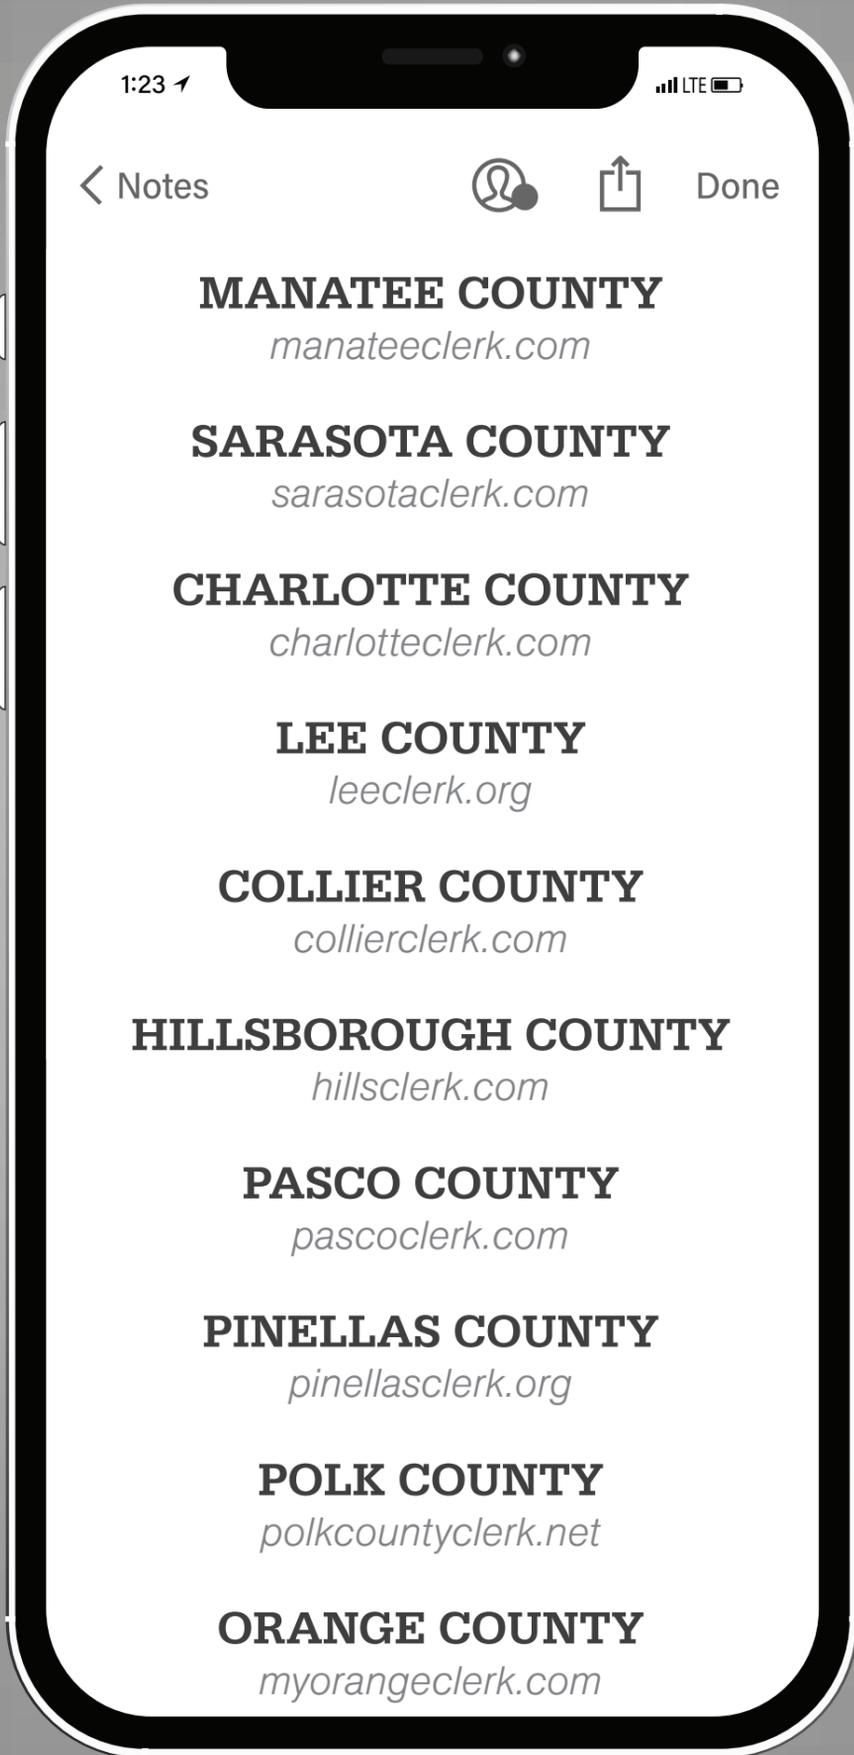 1:23 LTE
Notes Done
MANATEE COUNTY
manateeclerk.com
SARASOTA COUNTY
sarasotaclerk.com
CHARLOTTE COUNTY
charlotteclerk.com
LEE COUNTY
leeclerk.org
COLLIER COUNTY
collierclerk.com
HILLSBOROUGH COUNTY
hillsclerk.com
PASCO COUNTY
pascoclerk.com
PINELLAS COUNTY
pinellasclerk.org
POLK COUNTY
polkcountyclerk.net
ORANGE COUNTY
myorangeclerk.com